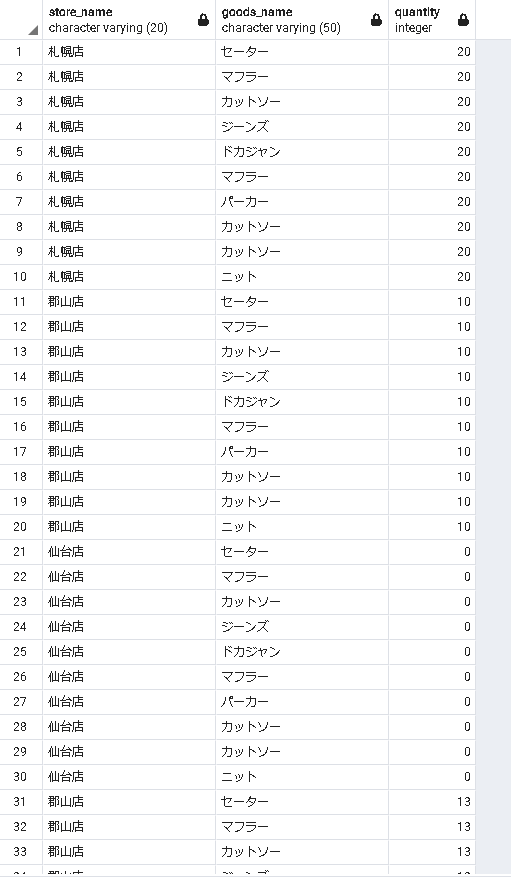 store_name goods_name quantity
character varying (20) character varying (50) integer
1 札幌店 セーター 20
2 札幌店 マフラー 20
3 札幌店 カットソー 20
4 札幌店 ジーンズ 20
5 札幌店 ドカジャン 20
6 札幌店 マフラー 20
7 札幌店 パーカー 20
8 札幌店 カットソー 20
9 札幌店 カットソー 20
10 札幌店 ニット 20
11 郡山店 セーター 10
12 郡山店 マフラー 10
13 郡山店 カットソー 10
14 郡山店 ジーンズ 10
15 郡山店 ドカジャン 10
16 郡山店 マフラー 10
17 郡山店 パーカー 10
18 郡山店 カットソー 10
19 郡山店 カットソー 10
20 郡山店 ニット 10
21 仙台店 セーター 0
22 仙台店 マフラー 0
23 仙台店 カットソー 0
24 仙台店 ジーンズ 0
25 仙台店 ドカジャン 0
26 仙台店 マフラー 0
27 仙台店 パーカー 0
28 仙台店 カットソー 0
29 仙台店 カットソー 0
30 仙台店 ニット 0
31 郡山店 セーター 13
32 郡山店 マフラー 13
33 郡山店 カットソー 13